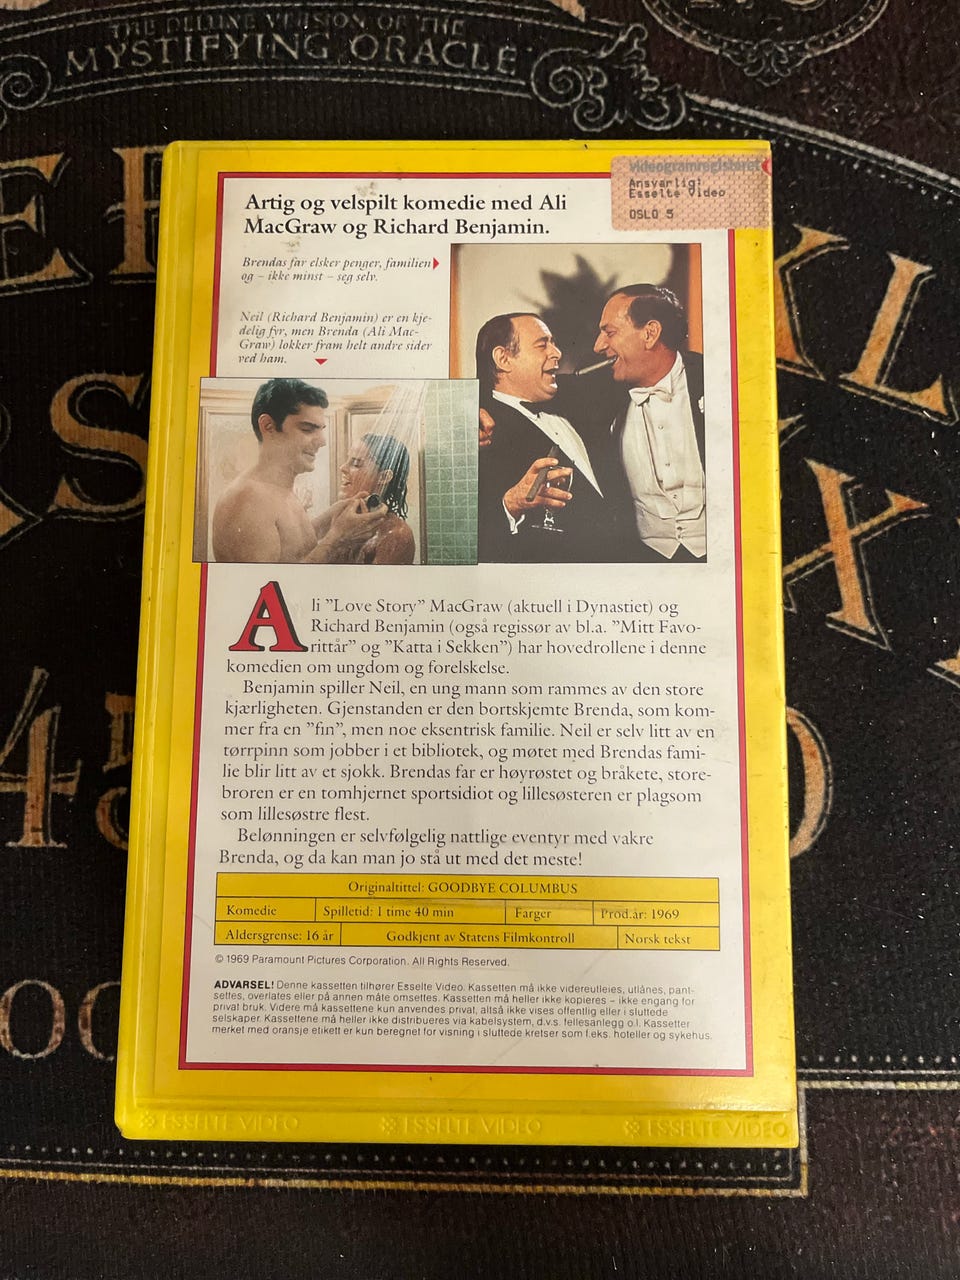 THE DELUXE VERSION OF THE
MYSTIFYING ORACLE
Videogramregisteret
Ansvarlig:
Esselte Video
OSLO 5
Artig og velspilt komedie med Ali
MacGraw og Richard Benjamin.
Brendas far elsker penger, familien
og – ikke minst – seg selv.
Neil (Richard Benjamin) er en kje-
delig fyr, men Brenda (Ali Mac-
Graw) lokker fram helt andre sider
ved ham.
Ali ”Love Story” MacGraw (aktuell i Dynastiet) og
Richard Benjamin (også regissør av bl.a. ”Mitt Favo-
rittår” og ”Katta i Sekken”) har hovedrollene i denne
komedien om ungdom og forelskelse.
Benjamin spiller Neil, en ung mann som rammes av den store
kjærligheten. Gjenstanden er den bortskjemte Brenda, som kom-
mer fra en ”fin”, men noe eksentrisk familie. Neil er selv litt av en
tørrpinn som jobber i et bibliotek, og møtet med Brendas fami-
lie blir litt av et sjokk. Brendas far er høyrøstet og bråkete, store-
broren er en tomhjernet sportsidiot og lillesøsteren er plagsom
som lillesøstre flest.
Belønningen er selvfølgelig nattlige eventyr med vakre
Brenda, og da kan man jo stå ut med det meste!
Originaltittel: GOODBYE COLUMBUS
Komedie Spilletid: 1 time 40 min Farger Prod.år: 1969
Aldersgrense: 16 år Godkjent av Statens Filmkontroll Norsk tekst
© 1969 Paramount Pictures Corporation. All Rights Reserved.
ADVARSEL! Denne kassetten tilhører Esselte Video. Kassetten må ikke videreutleies, utlånes, pant-
settes, overlates eller på annen måte omsettes. Kassetten må heller ikke kopieres – ikke engang for
privat bruk. Videre må kassettene kun anvendes privat, altså ikke vises offentlig eller i sluttede
selskaper. Kassettene må heller ikke distribueres via kabelsystem, d.v.s. fellesanlegg o.l. Kassetter
merket med oransje etikett er kun beregnet for visning i sluttede kretser som f.eks. hoteller og sykehus.
ESSELTE VIDEO ESSELTE VIDEO ESSELTE VIDEO